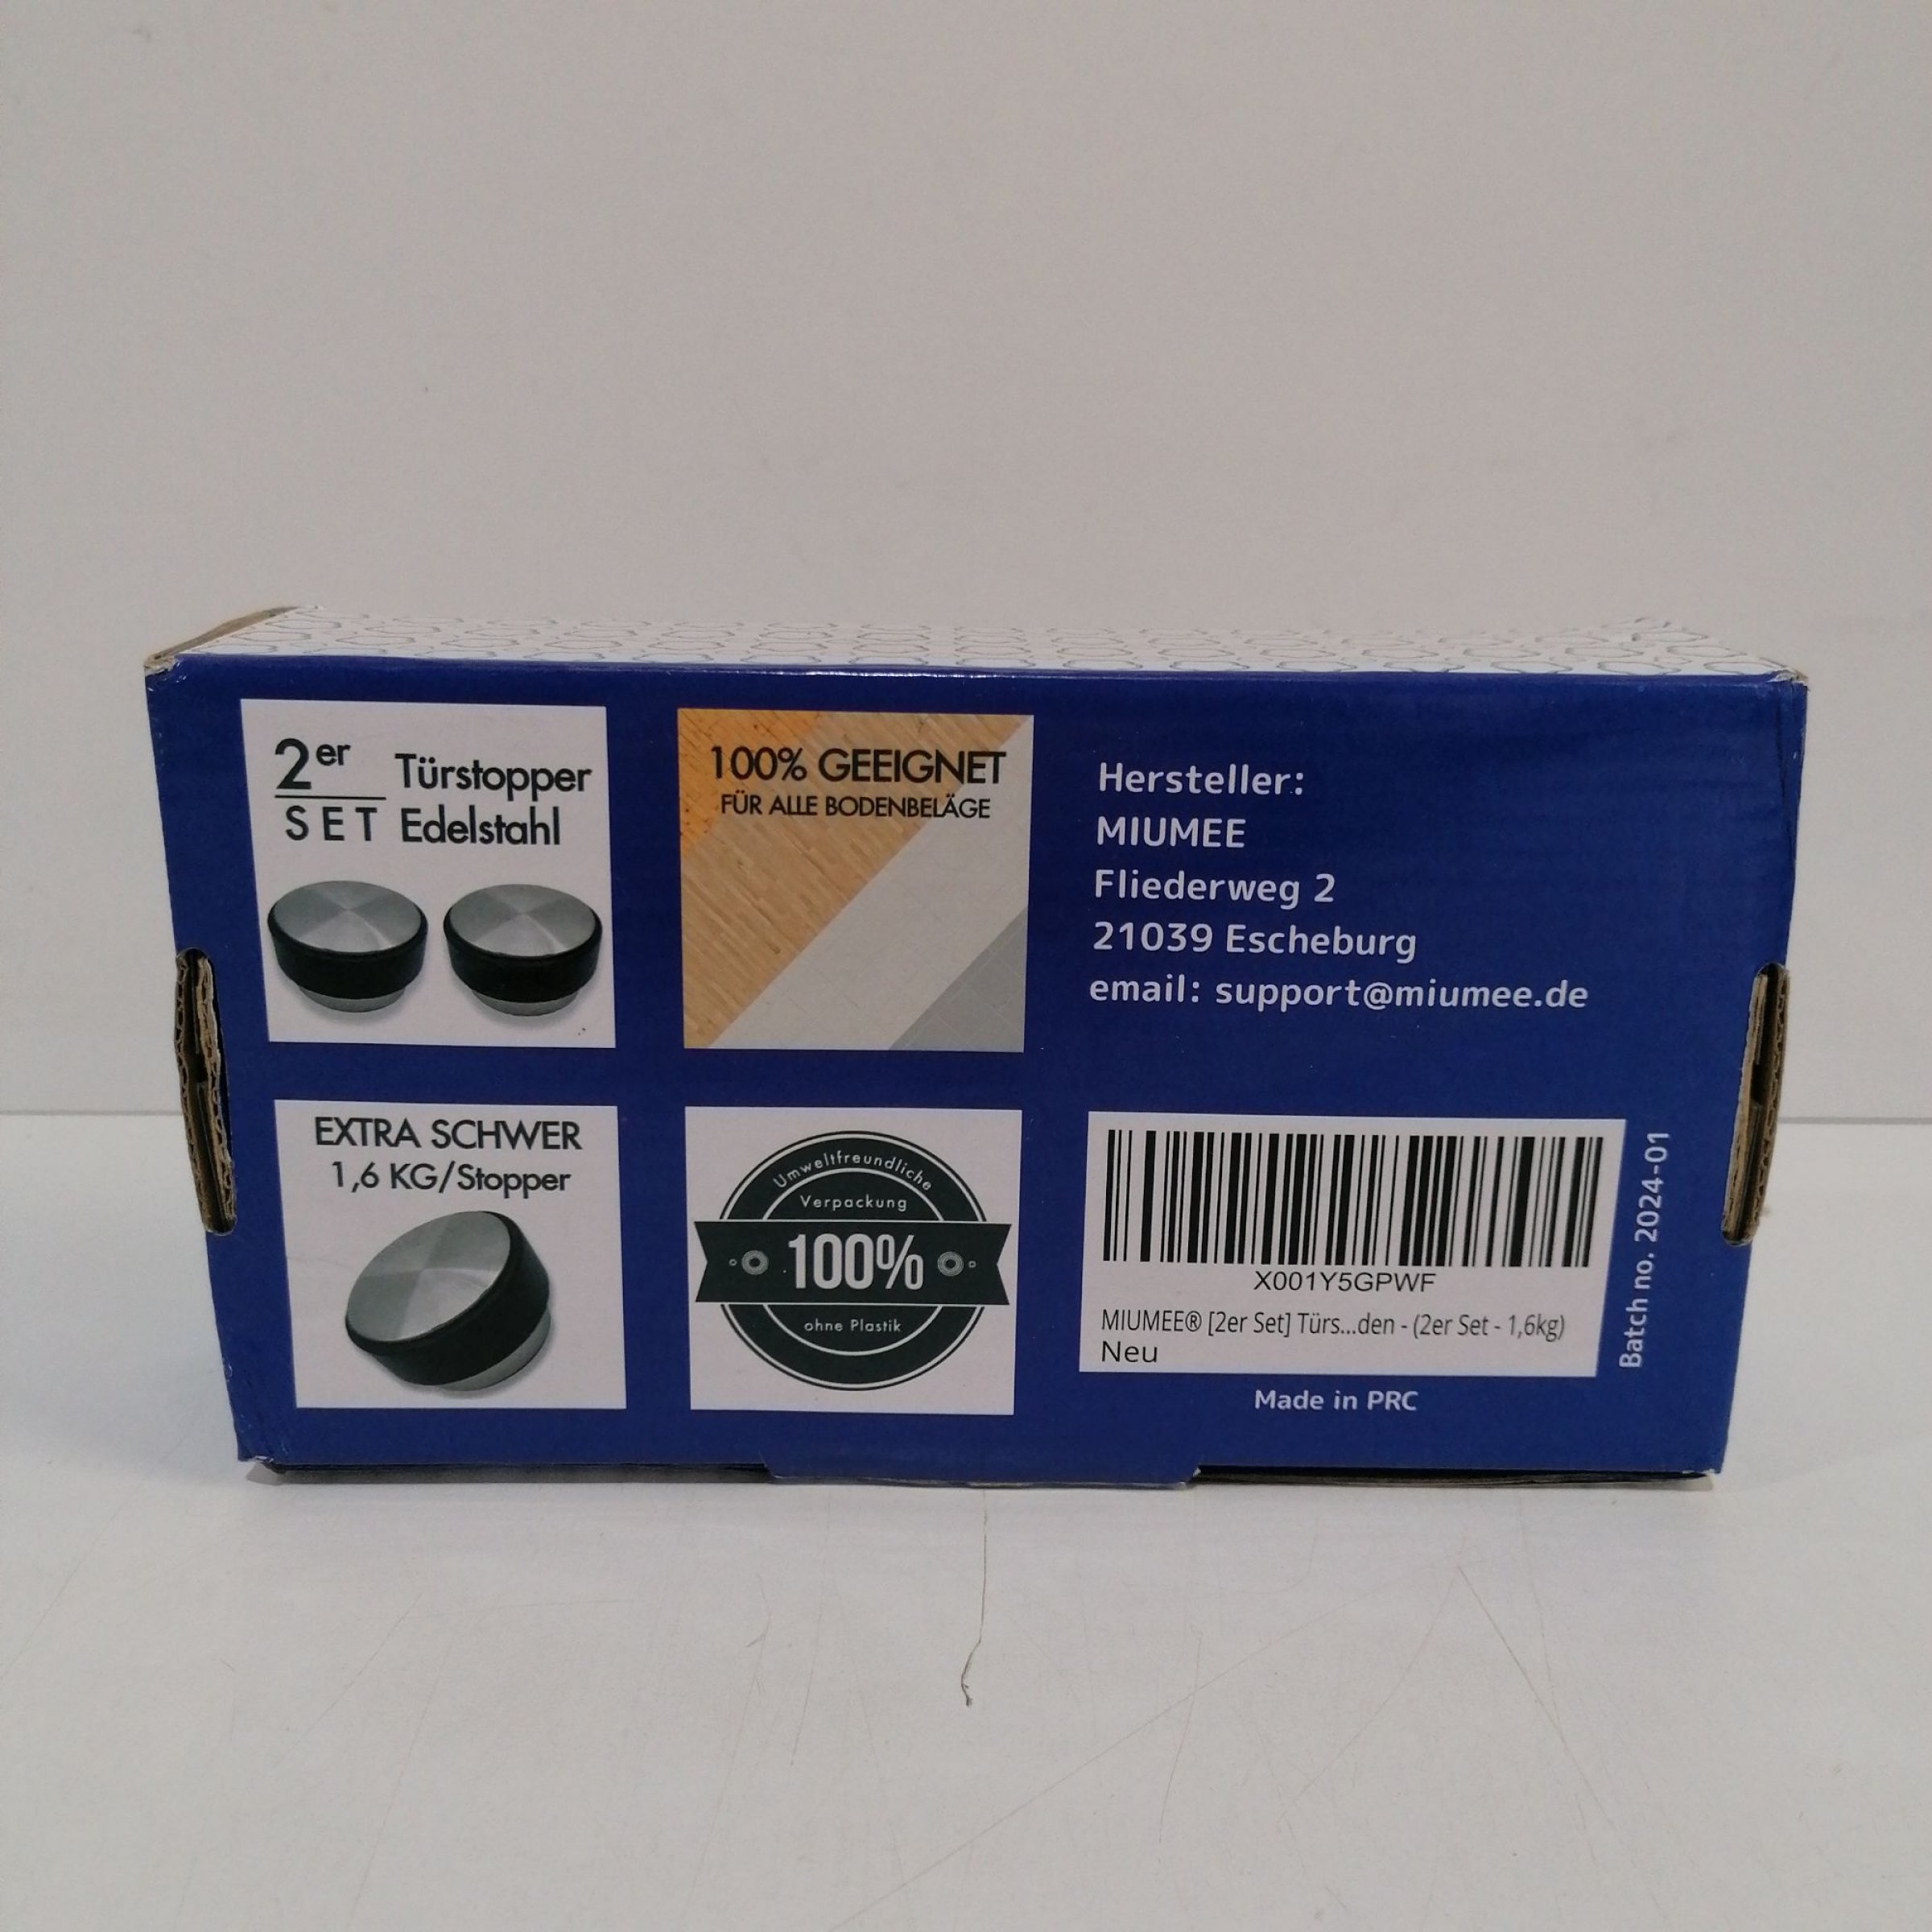 2er
SET
Türstopper
Edelstahl
100% GEEIGNET
FÜR ALLE BODENBELÄGE
Hersteller:
MIUMEE
Fliederweg 2
21039 Escheburg
email: support@miumee.de
EXTRA SCHWER
1,6 KG/Stopper
Umweltfreundliche
Verpackung
100%
ohne Plastik
X001Y5GPWF
MIUMEE® [2er Set] Türs...den - (2er Set - 1,6kg)
Neu
Batch no. 2024-01
Made in PRC